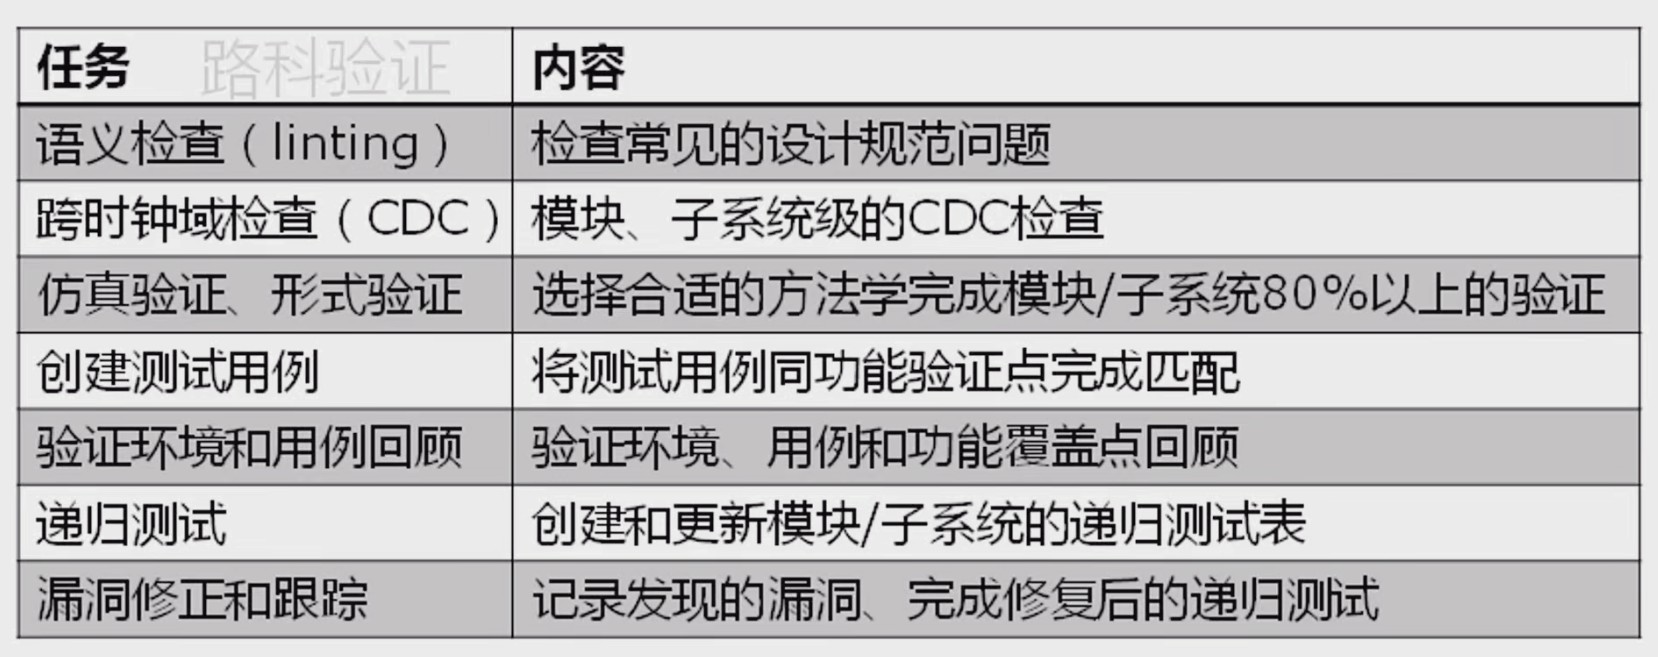 任务 路科验证 内容
语义检查（linting） 检查常见的设计规范问题
跨时钟域检查（CDC） 模块、子系统级的CDC检查
仿真验证、形式验证 选择合适的方法学完成模块/子系统80%以上的验证
创建测试用例 将测试用例同功能验证点完成匹配
验证环境和用例回顾 验证环境、用例和功能覆盖点回顾
递归测试 创建和更新模块/子系统的递归测试表
漏洞修正和跟踪 记录发现的漏洞、完成修复后的递归测试